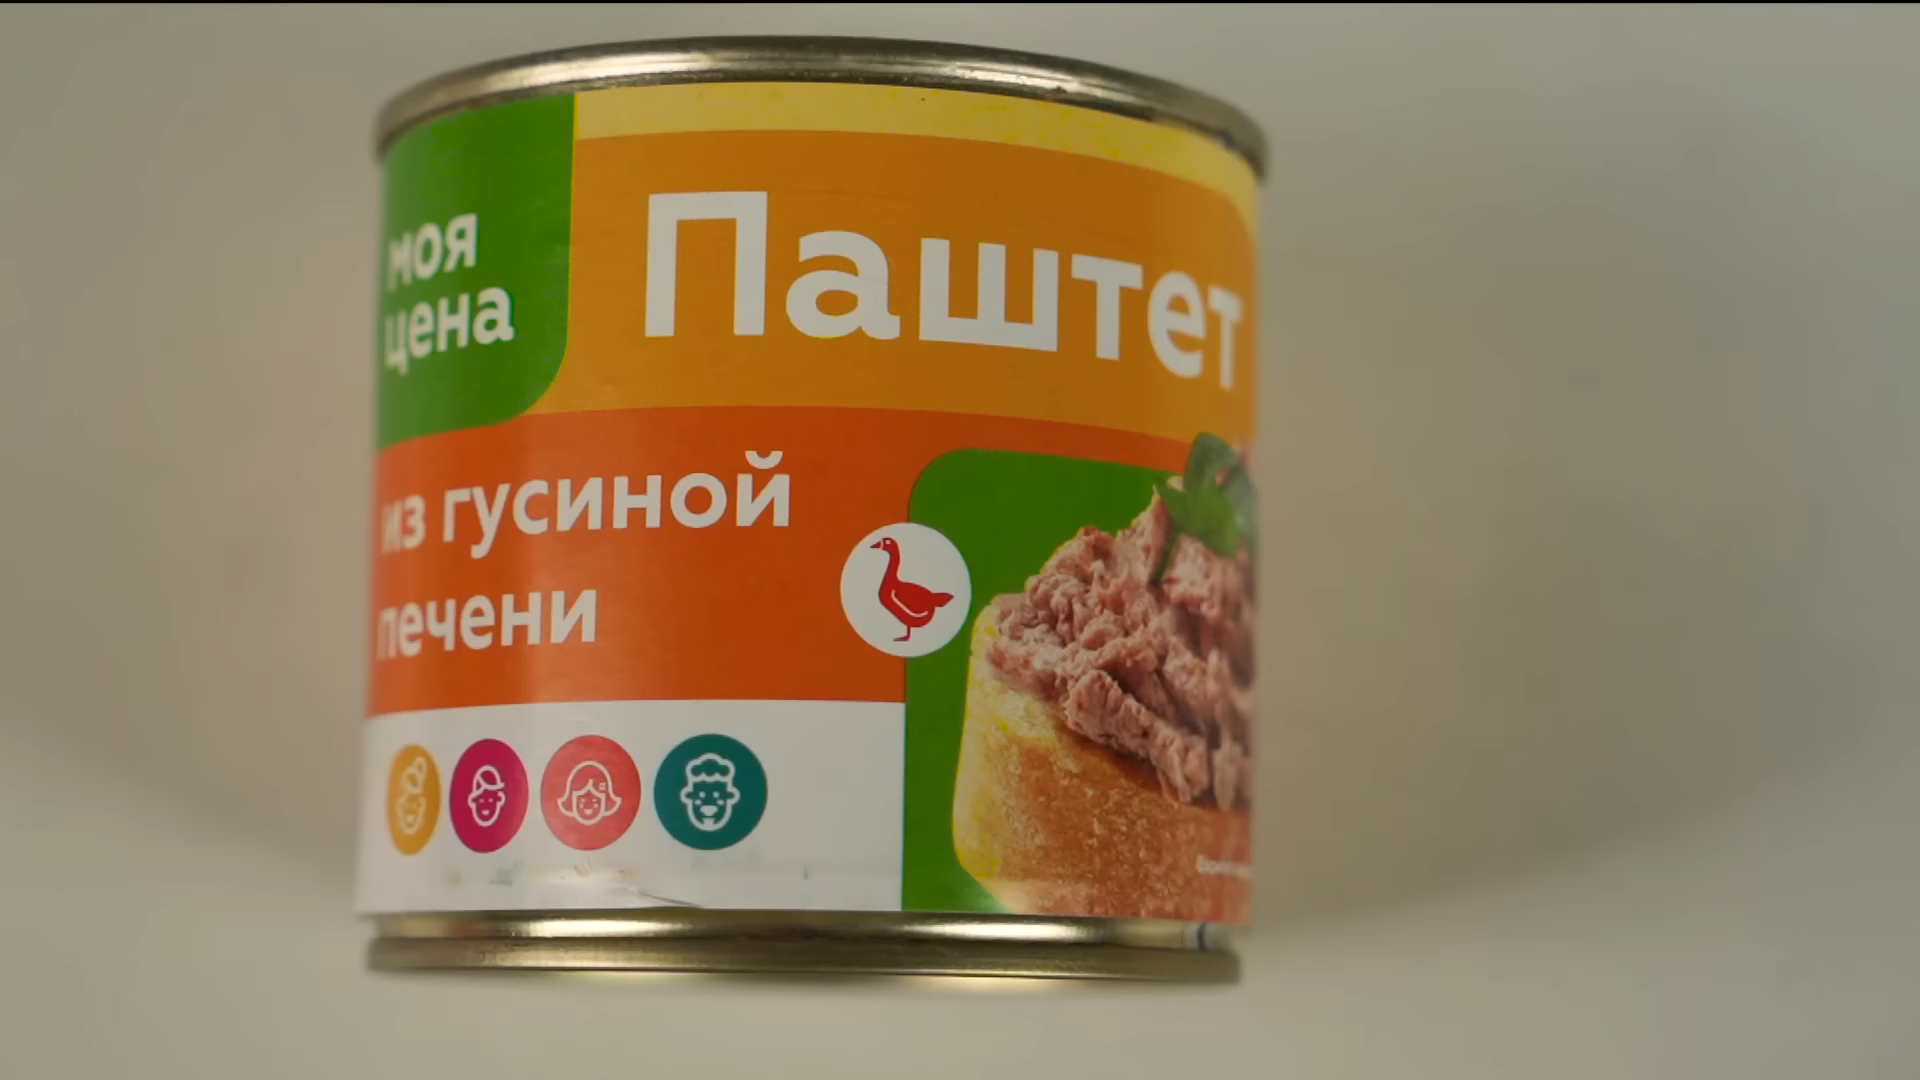 моя
цена
Паштет
из гусиной
печени